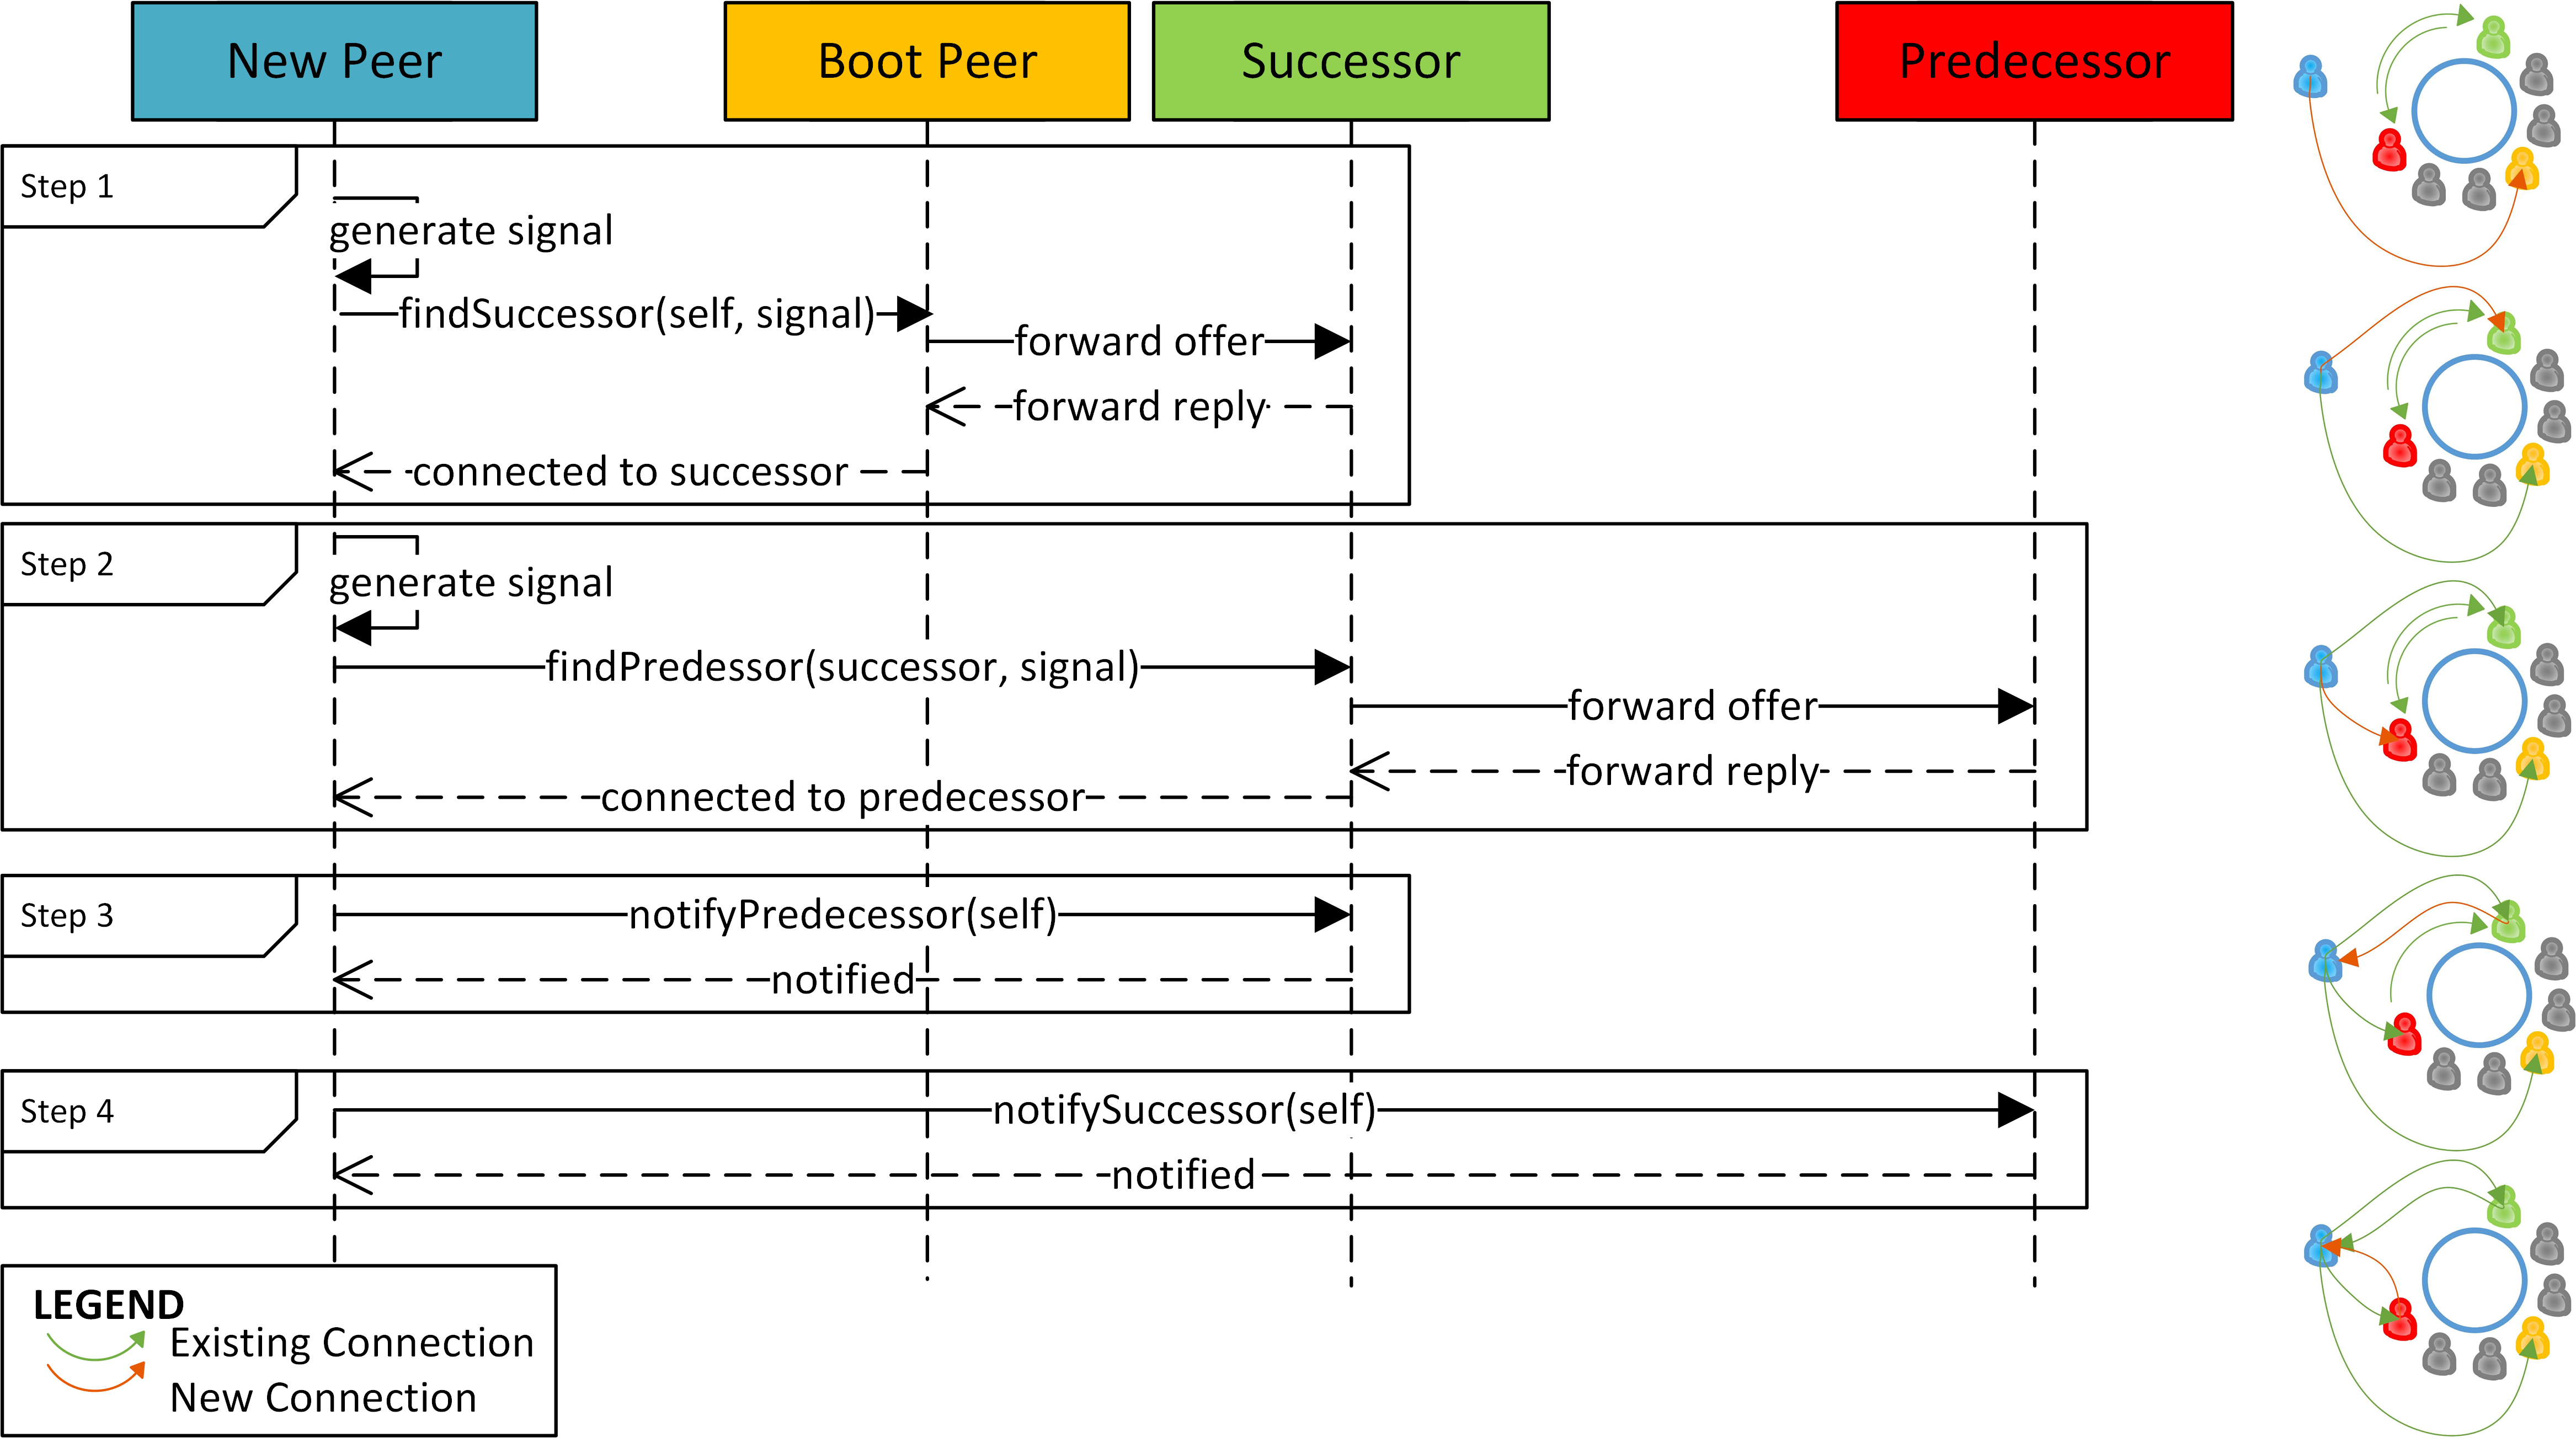 New Peer
Boot Peer
Successor
Predecessor
Step 1
generate signal
findSuccessor(self, signal)
forward offer
forward reply
connected to successor
Step 2
generate signal
findPredessor(successor, signal)
forward offer
forward reply
connected to predecessor
Step 3
notifyPredecessor(self)
notified
Step 4
notifySuccessor(self)
notified
LEGEND
Existing Connection
New Connection